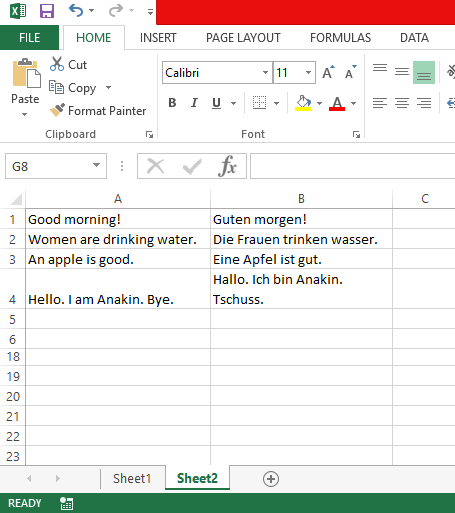 FILE HOME INSERT PAGE LAYOUT FORMULAS DATA
Cut
Copy
Format Painter
Paste
Clipboard
Calibri 11 A A
B I U A
Font
G8 fx
A B C
1 Good morning! Guten morgen!
2 Women are drinking water. Die Frauen trinken wasser.
3 An apple is good. Eine Apfel ist gut.
Hallo. Ich bin Anakin.
4 Hello. I am Anakin. Bye. Tschuss.
5
6
18
19
20
21
22
23
Sheet1 Sheet2
READY